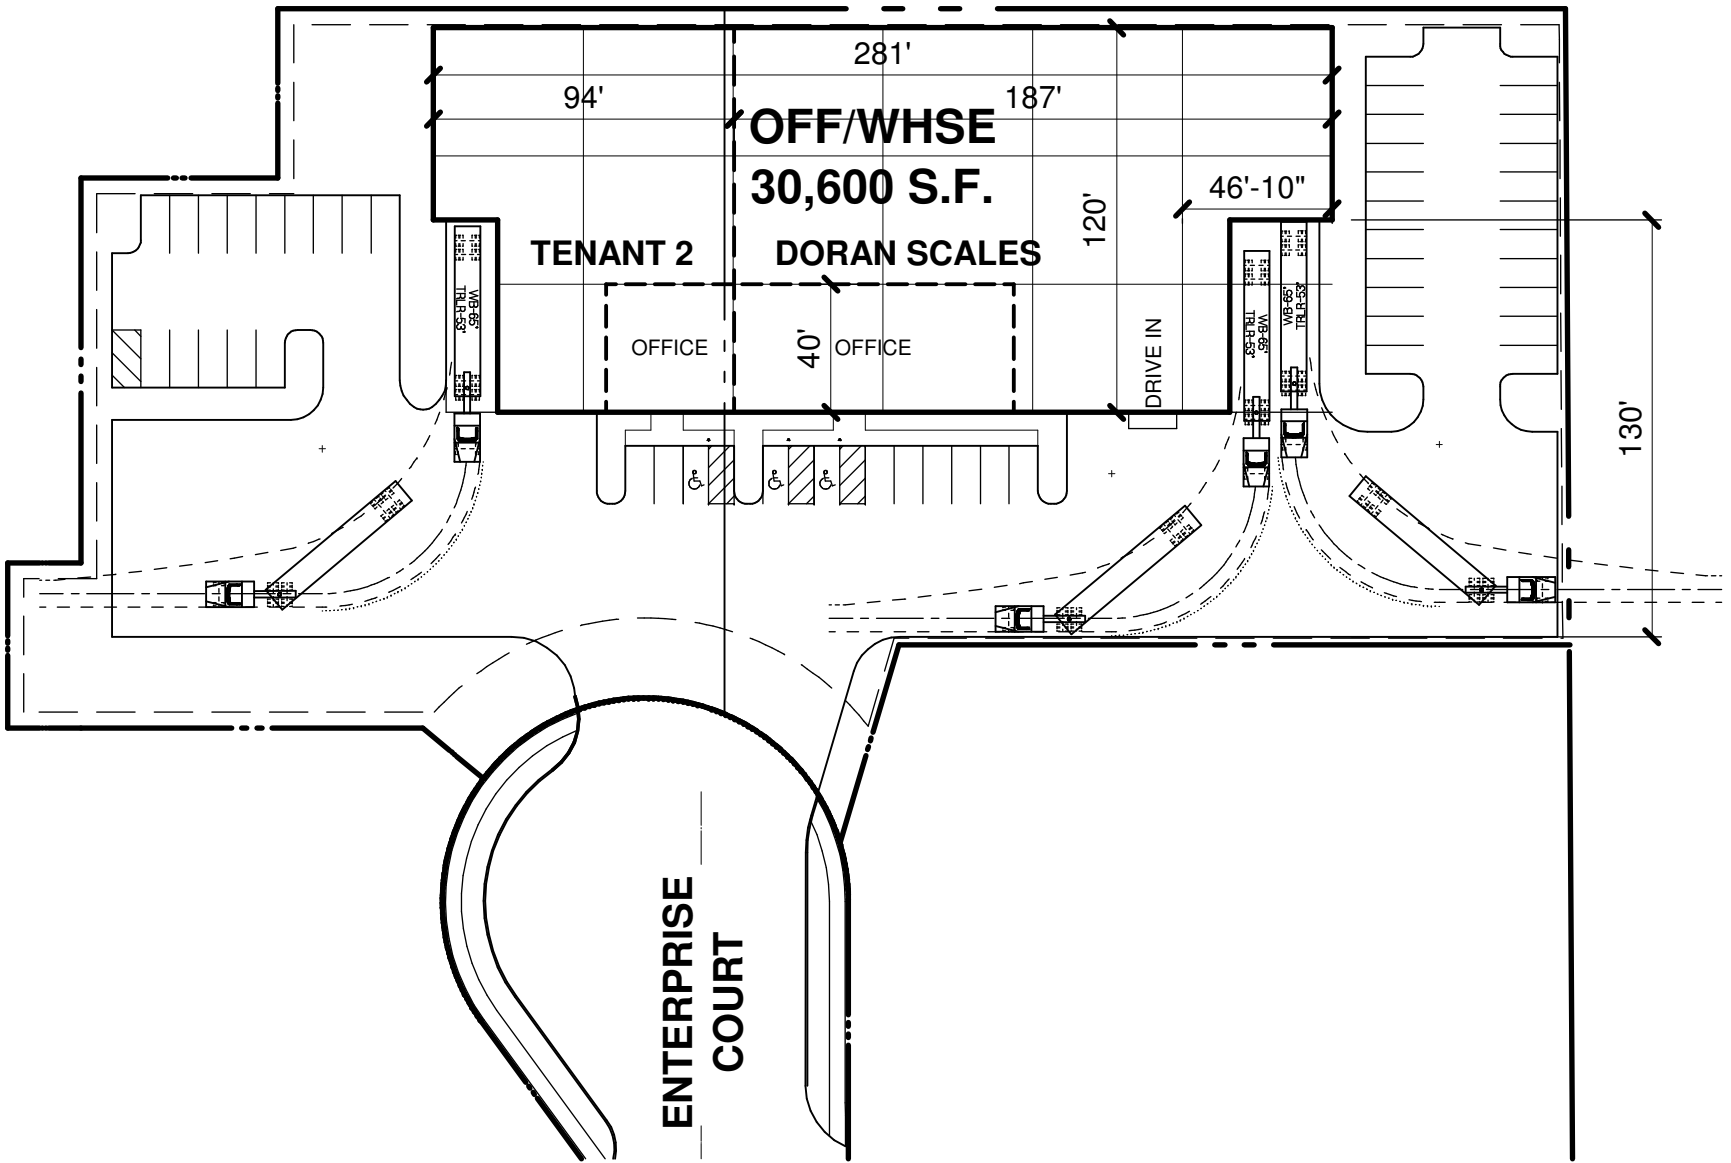 281'
94'
187'
OFF/WHSE
30,600 S.F.
46'-10"
120'
TENANT 2
DORAN SCALES
WB-65'
TRLR-53'
WB-65'
TRLR-53'
WB-65'
TRLR-53'
OFFICE
40'
OFFICE
DRIVE IN
130'
ENTERPRISE
COURT